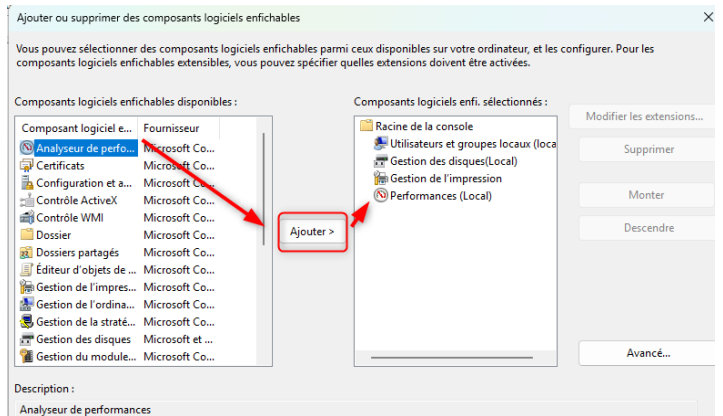 Ajouter ou supprimer des composants logiciels enfichables
Vous pouvez sélectionner des composants logiciels enfichables parmi ceux disponibles sur votre ordinateur, et les configurer. Pour les
composants logiciels enfichables extensibles, vous pouvez spécifier quelles extensions doivent être activées.
Composants logiciels enfichables disponibles :
Composant logiciel e... Fournisseur
Analyseur de perfo... Microsoft Co...
Certificats Microsoft Co...
Configuration et a... Microsoft Co...
Contrôle ActiveX Microsoft Co...
Contrôle WMI Microsoft Co...
Dossier Microsoft Co...
Dossiers partagés Microsoft Co...
Éditeur d'objets de ... Microsoft Co...
Gestion de l'impres... Microsoft Co...
Gestion de l'ordina... Microsoft Co...
Gestion de la straté... Microsoft Co...
Gestion des disques Microsoft et ...
Gestion du module... Microsoft Co...
Ajouter >
Composants logiciels enfi. sélectionnés :
Racine de la console
Utilisateurs et groupes locaux (loca
Gestion des disques(Local)
Gestion de l'impression
Performances (Local)
Modifier les extensions...
Supprimer
Monter
Descendre
Avancé...
Description :
Analyseur de performances